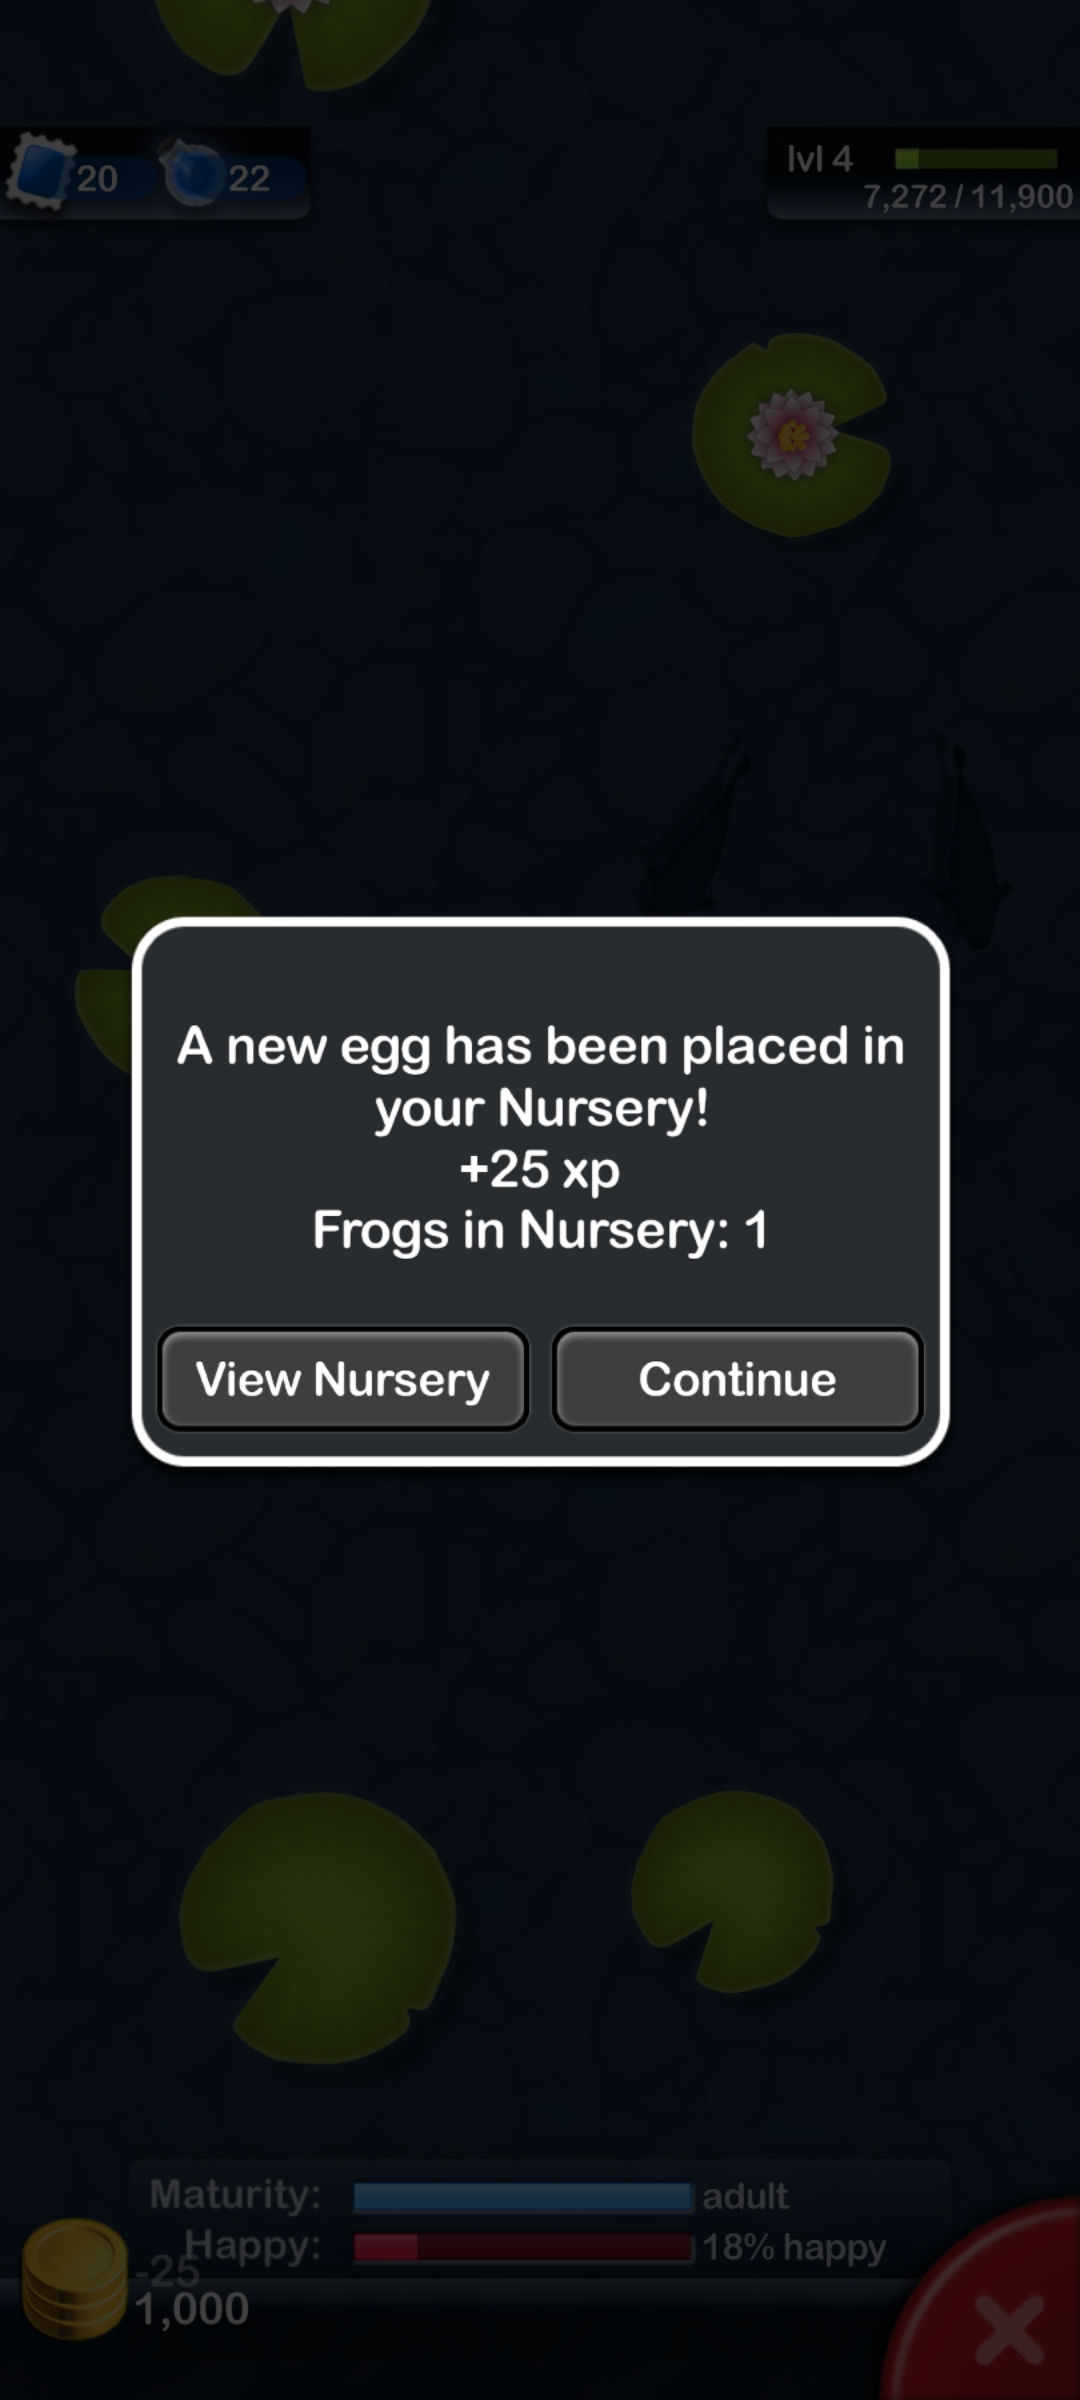 20
22
lvl 4
7,272 / 11,900
A new egg has been placed in
your Nursery!
+25 xp
Frogs in Nursery: 1
View Nursery
Continue
Maturity:
adult
Happy:
18% happy
-25
1,000